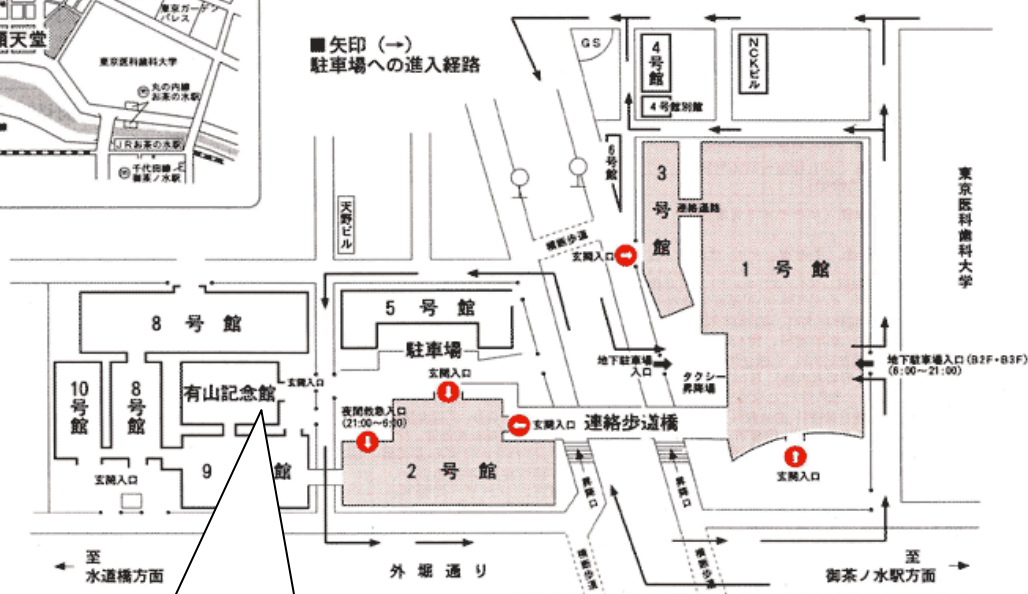 東京ガーデン
パレス
順天堂
東京医科歯科大学
丸の内線
お茶の水駅
JRお茶の水駅
千代田線
御茶ノ水駅
■矢印（→）
駐車場への進入経路
GS
4号館
4号館別館
NCKビル
6号館
3号館
連絡通路
1号館
東京医科歯科大学
天野ビル
横断歩道
玄関入口
8号館
5号館
駐車場
地下駐車場
入口
タクシー
昇降場
地下駐車場入口(B2F・B3F)
(6:00～21:00)
10号館
8号館
有山記念館
玄関入口
玄関入口
夜間救急入口
(21:00～6:00)
玄関入口
連絡歩道橋
9号館
2号館
玄関入口
玄関入口
昇降口
昇降口
至
水道橋方面
外堀通り
横断歩道
横断歩道
至
御茶ノ水駅方面